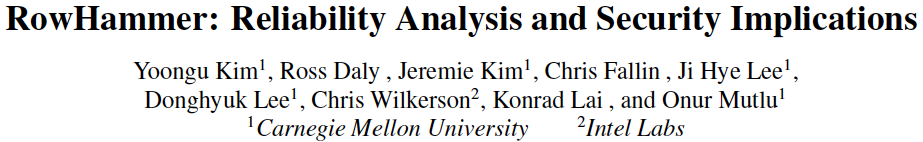 RowHammer: Reliability Analysis and Security Implications
Yoongu Kim¹, Ross Daly , Jeremie Kim¹, Chris Fallin , Ji Hye Lee¹,
Donghyuk Lee¹, Chris Wilkerson², Konrad Lai , and Onur Mutlu¹
¹Carnegie Mellon University ²Intel Labs